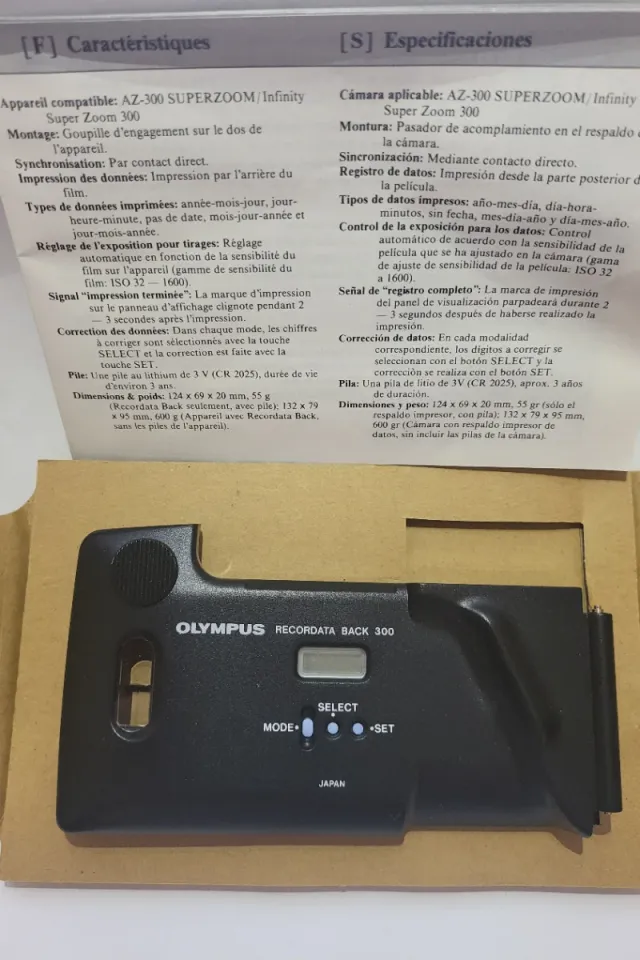 [F] Caractéristiques
Appareil compatible: AZ-300 SUPERZOOM/Infinity
Super Zoom 300
Montage: Goupille d'engagement sur le dos de
l'appareil.
Synchronisation: Par contact direct.
Impression des données: Impression par l'arrière du
film.
Types de données imprimées: année-mois-jour, jour-
heure-minute, pas de date, mois-jour-année et
jour-mois-année.
Réglage de l'exposition pour tirages: Réglage
automatique en fonction de la sensibilité du
film sur l'appareil (gamme de sensibilité du
film: ISO 32 — 1600).
Signal "impression terminée": La marque d'impression
sur le panneau d'affichage clignote pendant 2
— 3 secondes après l'impression.
Correction des données: Dans chaque mode, les chiffres
à corriger sont sélectionnés avec la touche
SELECT et la correction est faite avec la
touche SET.
Pile: Une pile au lithium de 3 V (CR 2025), durée de vie
d'environ 3 ans.
Dimensions & poids: 124 x 69 x 20 mm, 55 g
(Recordata Back seulement, avec pile); 132 x 79
x 95 mm, 600 g (Appareil avec Recordata Back,
sans les piles de l'appareil).
[S] Especificaciones
Cámara aplicable: AZ-300 SUPERZOOM/Infinity
Super Zoom 300
Montura: Pasador de acomplamiento en el respaldo
la cámara.
Sincronización: Mediante contacto directo.
Registro de datos: Impresión desde la parte posterior
la película.
Tipos de datos impresos: año-mes-día, día-hora-
minutos, sin fecha, mes-día-año y día-mes-año.
Control de la exposición para los datos: Control
automático de acuerdo con la sensibilidad de la
película que se ha ajustado en la cámara (gama
de ajuste de sensibilidad de la película: ISO 32
a 1600).
Señal de "registro completo": La marca de impresión
del panel de visualización parpadeará durante 2
— 3 segundos después de haberse realizado la
impresión.
Corrección de datos: En cada modalidad
correspondiente, los dígitos a corregir se
seleccionan con el botón SELECT y la
corrección se realiza con el botón SET.
Pila: Una pila de litio de 3 V (CR 2025), aprox. 3 años
de duración.
Dimensiones y peso: 124 x 69 x 20 mm, 55 gr (sólo el
respaldo impresor, con pila); 132 x 79 x 95 mm,
600 gr (Cámara con respaldo impresor de
datos, sin incluir las pilas de la cámara).
OLYMPUS RECORDATA BACK 300
SELECT
MODE• •SET
JAPAN